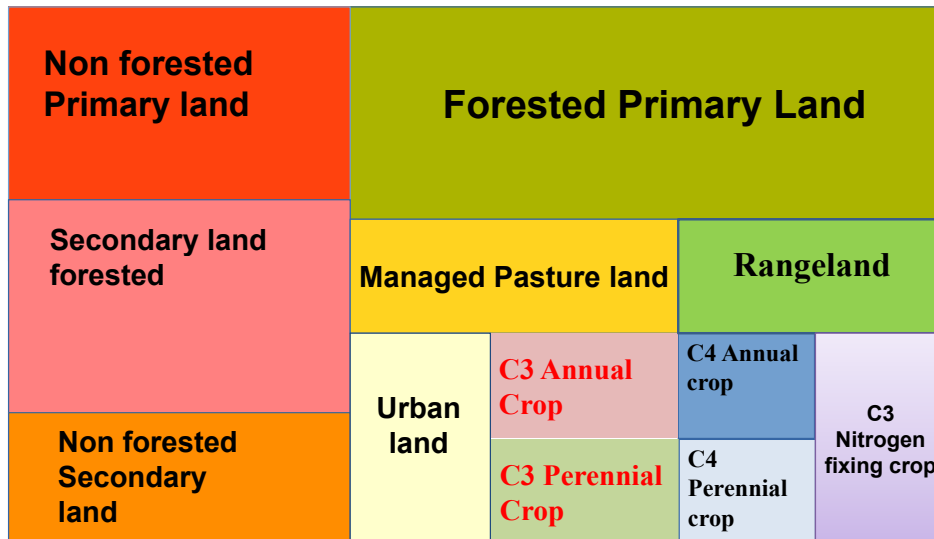 Non forested
Primary land
Forested Primary Land
Secondary land
forested
Managed Pasture land
Rangeland
Non forested
Secondary
land
Urban
land
C3 Annual
Crop
C3 Perennial
Crop
C4 Annual
crop
C4
Perennial
crop
C3
Nitrogen
fixing crop